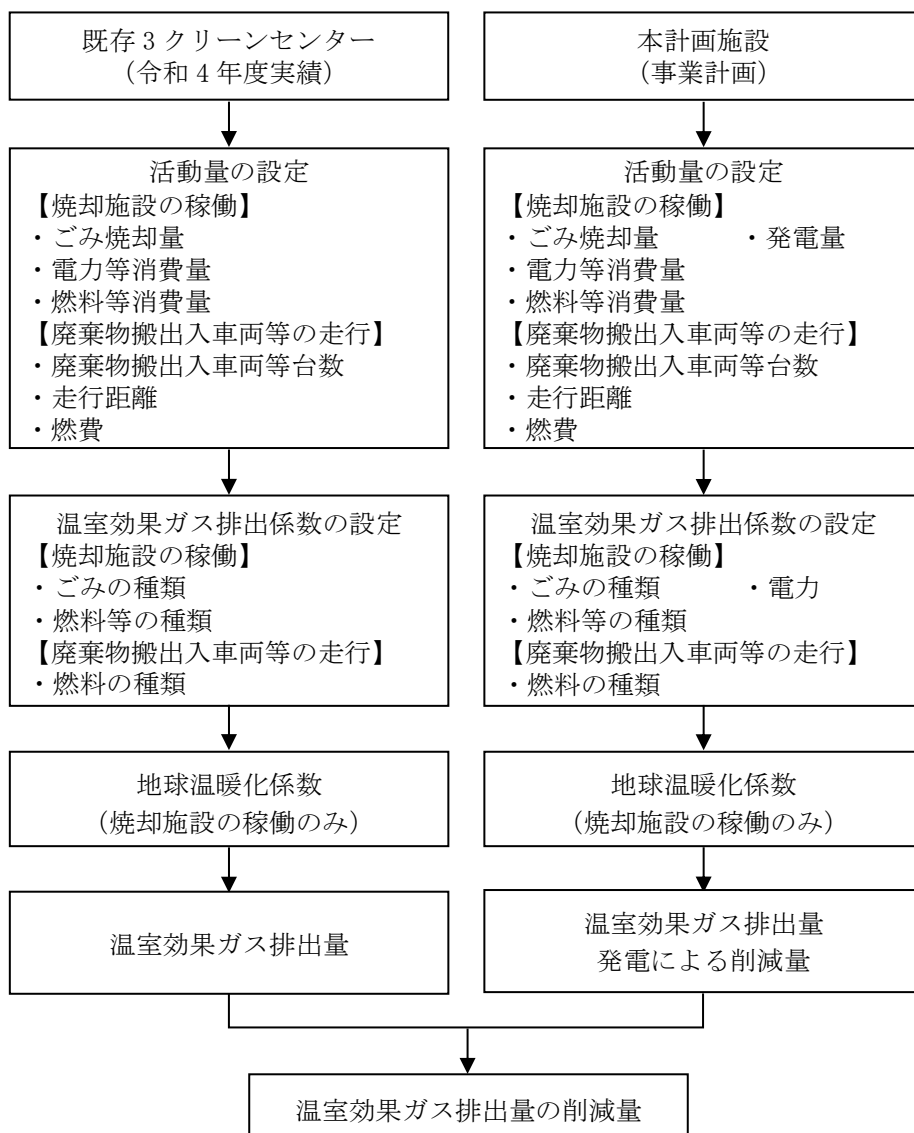 既存3クリーンセンター
（令和4年度実績）
本計画施設
（事業計画）
活動量の設定
【焼却施設の稼働】
・ごみ焼却量
・電力等消費量
・燃料等消費量
【廃棄物搬出入車両等の走行】
・廃棄物搬出入車両等台数
・走行距離
・燃費
活動量の設定
【焼却施設の稼働】
・ごみ焼却量　　　・発電量
・電力等消費量
・燃料等消費量
【廃棄物搬出入車両等の走行】
・廃棄物搬出入車両等台数
・走行距離
・燃費
温室効果ガス排出係数の設定
【焼却施設の稼働】
・ごみの種類
・燃料等の種類
【廃棄物搬出入車両等の走行】
・燃料の種類
温室効果ガス排出係数の設定
【焼却施設の稼働】
・ごみの種類　　　・電力
・燃料等の種類
【廃棄物搬出入車両等の走行】
・燃料の種類
地球温暖化係数
（焼却施設の稼働のみ）
地球温暖化係数
（焼却施設の稼働のみ）
温室効果ガス排出量
温室効果ガス排出量
発電による削減量
温室効果ガス排出量の削減量